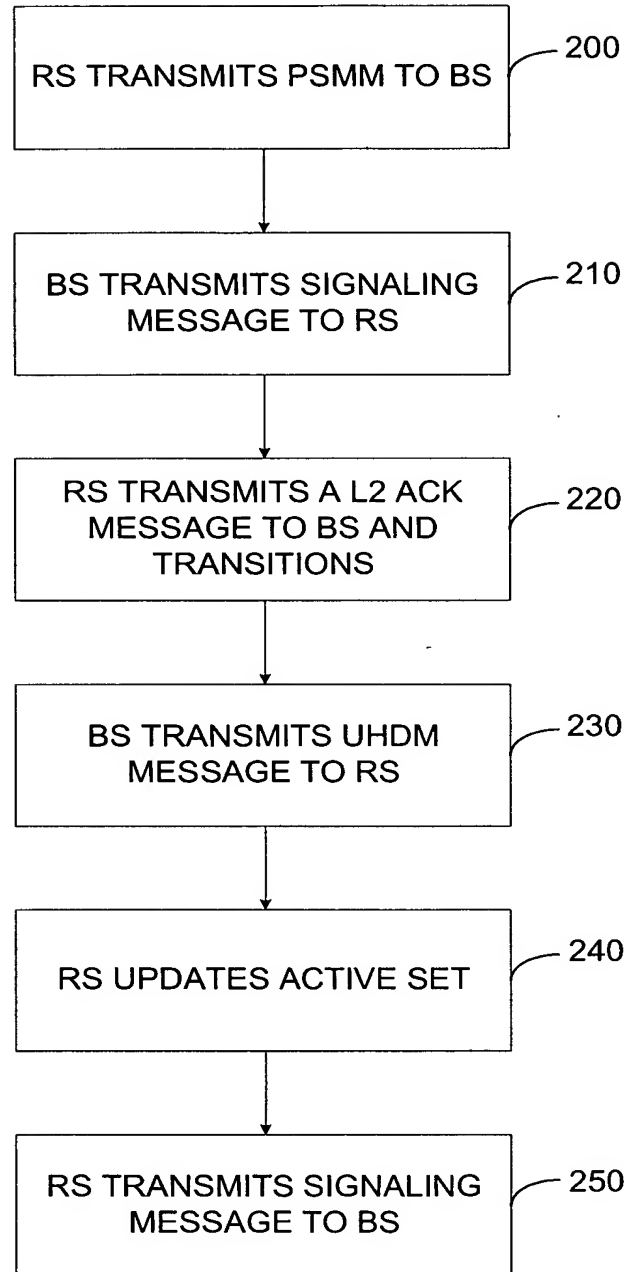 RS TRANSMITS PSMM TO BS
200
BS TRANSMITS SIGNALING
MESSAGE TO RS
210
RS TRANSMITS A L2 ACK
MESSAGE TO BS AND
TRANSITIONS
220
BS TRANSMITS UHDM
MESSAGE TO RS
230
RS UPDATES ACTIVE SET
240
RS TRANSMITS SIGNALING
MESSAGE TO BS
250